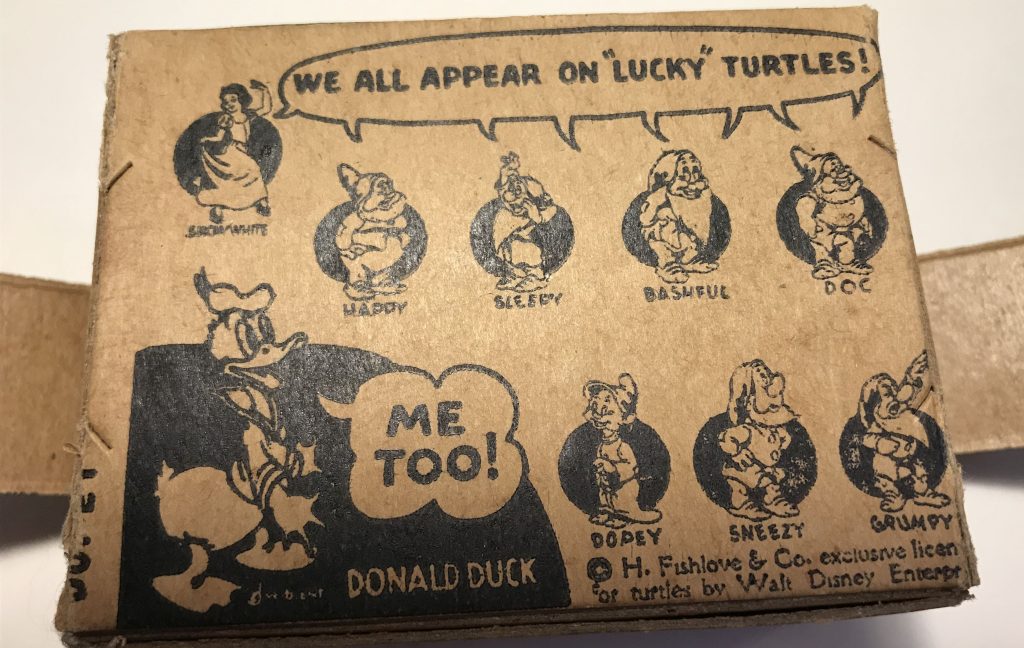 WE ALL APPEAR ON "LUCKY" TURTLES!
SNOW WHITE
HAPPY
SLEEPY
BASHFUL
DOC
ME
TOO!
DOPEY
SNEEZY
GRUMPY
DONALD DUCK
© H. Fishlove & Co. exclusive licen
or turtles by Walt Disney Enterpr